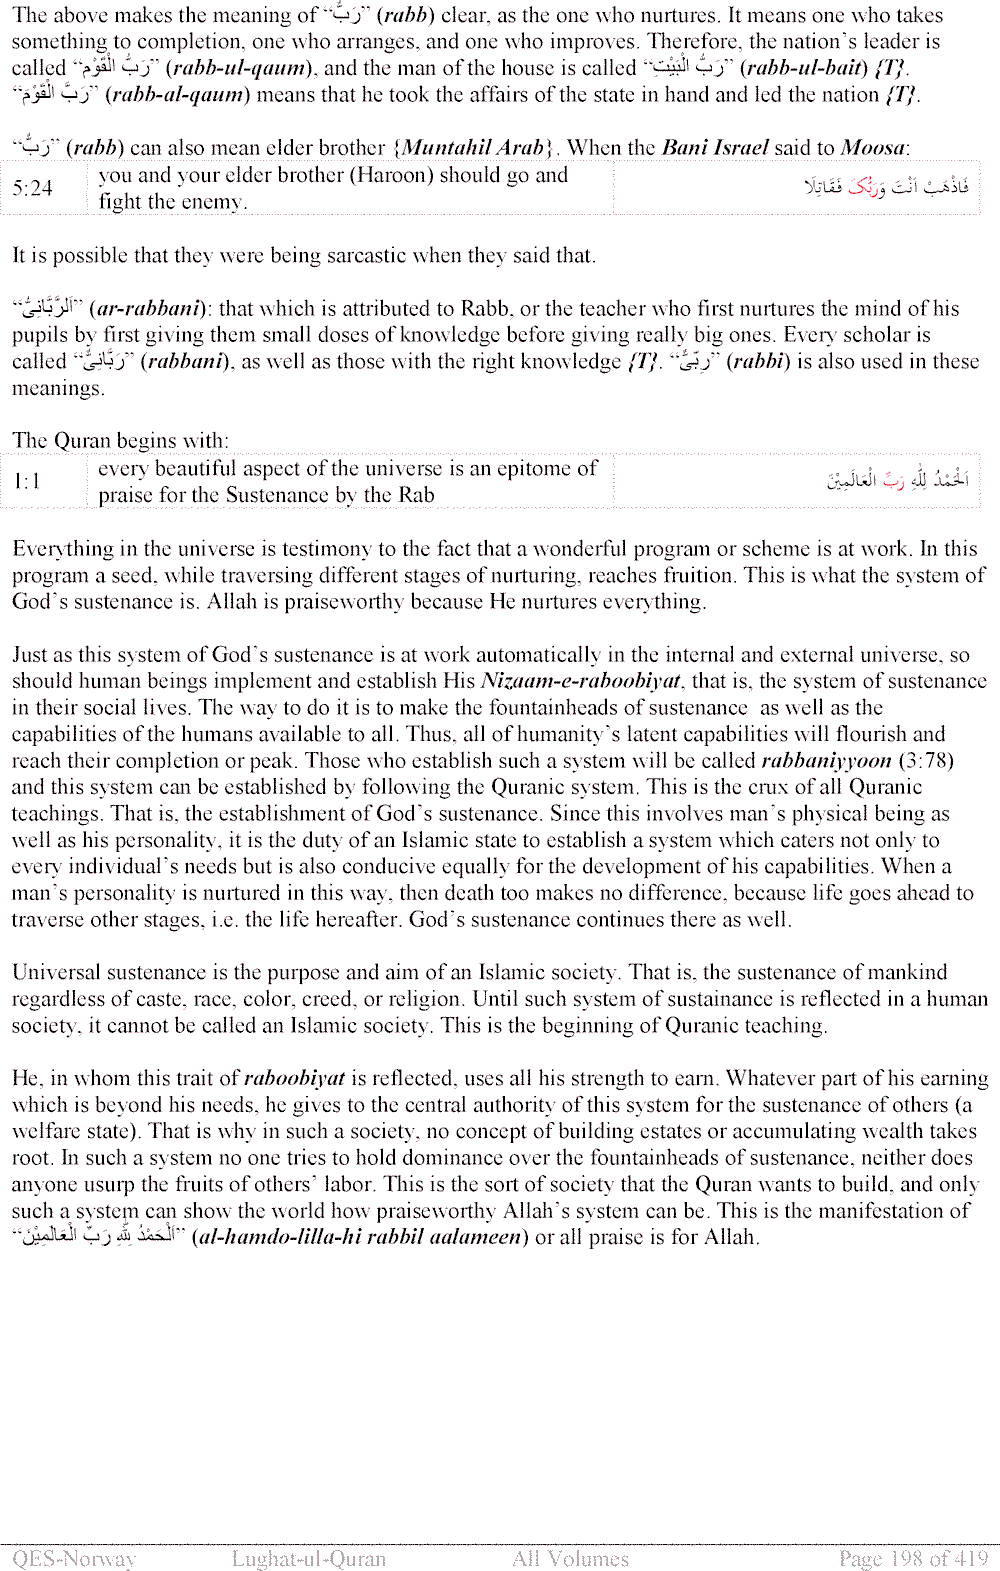 The above makes the meaning of “رَبٌّ” (rabb) clear, as the one who nurtures. It means one who takes
something to completion, one who arranges, and one who improves. Therefore, the nation’s leader is
called “رَبُّ الْقَوْم” (rabb-ul-qaum), and the man of the house is called “رَبُّ الْبَيْتِ” (rabb-ul-bait) {T}.
“رَبَّ الْقَوْمَ” (rabb-al-qaum) means that he took the affairs of the state in hand and led the nation {T}.
“رَبٌّ” (rabb) can also mean elder brother {Muntahil Arab}. When the Bani Israel said to Moosa:
5:24 you and your elder brother (Haroon) should go and فَاذْهَبْ اَنْتَ وَرَبُّکَ فَقَاتِلَا
fight the enemy.
It is possible that they were being sarcastic when they said that.
“اَلرَّبَّانِیُّ” (ar-rabbani): that which is attributed to Rabb, or the teacher who first nurtures the mind of his
pupils by first giving them small doses of knowledge before giving really big ones. Every scholar is
called “رَبَّانِیٌّ” (rabbani), as well as those with the right knowledge {T}. “رِبِّیٌّ” (rabbi) is also used in these
meanings.
The Quran begins with:
1:1 every beautiful aspect of the universe is an epitome of اَلْحَمْدُ لِلّٰهِ رَبِّ الْعَالَمِيْنَ
praise for the Sustenance by the Rab
Everything in the universe is testimony to the fact that a wonderful program or scheme is at work. In this
program a seed, while traversing different stages of nurturing, reaches fruition. This is what the system of
God’s sustenance is. Allah is praiseworthy because He nurtures everything.
Just as this system of God’s sustenance is at work automatically in the internal and external universe, so
should human beings implement and establish His Nizaam-e-raboobiyat, that is, the system of sustenance
in their social lives. The way to do it is to make the fountainheads of sustenance as well as the
capabilities of the humans available to all. Thus, all of humanity’s latent capabilities will flourish and
reach their completion or peak. Those who establish such a system will be called rabbaniyyoon (3:78)
and this system can be established by following the Quranic system. This is the crux of all Quranic
teachings. That is, the establishment of God’s sustenance. Since this involves man’s physical being as
well as his personality, it is the duty of an Islamic state to establish a system which caters not only to
every individual’s needs but is also conducive equally for the development of his capabilities. When a
man’s personality is nurtured in this way, then death too makes no difference, because life goes ahead to
traverse other stages, i.e. the life hereafter. God’s sustenance continues there as well.
Universal sustenance is the purpose and aim of an Islamic society. That is, the sustenance of mankind
regardless of caste, race, color, creed, or religion. Until such system of sustainance is reflected in a human
society, it cannot be called an Islamic society. This is the beginning of Quranic teaching.
He, in whom this trait of raboobiyat is reflected, uses all his strength to earn. Whatever part of his earning
which is beyond his needs, he gives to the central authority of this system for the sustenance of others (a
welfare state). That is why in such a society, no concept of building estates or accumulating wealth takes
root. In such a system no one tries to hold dominance over the fountainheads of sustenance, neither does
anyone usurp the fruits of others’ labor. This is the sort of society that the Quran wants to build, and only
such a system can show the world how praiseworthy Allah’s system can be. This is the manifestation of
“اَلْحَمْدُ لِلّٰهِ رَبِّ الْعَالَمِيْنَ” (al-hamdo-lilla-hi rabbil aalameen) or all praise is for Allah.
QES-Norway Lughat-ul-Quran All Volumes Page 198 of 419